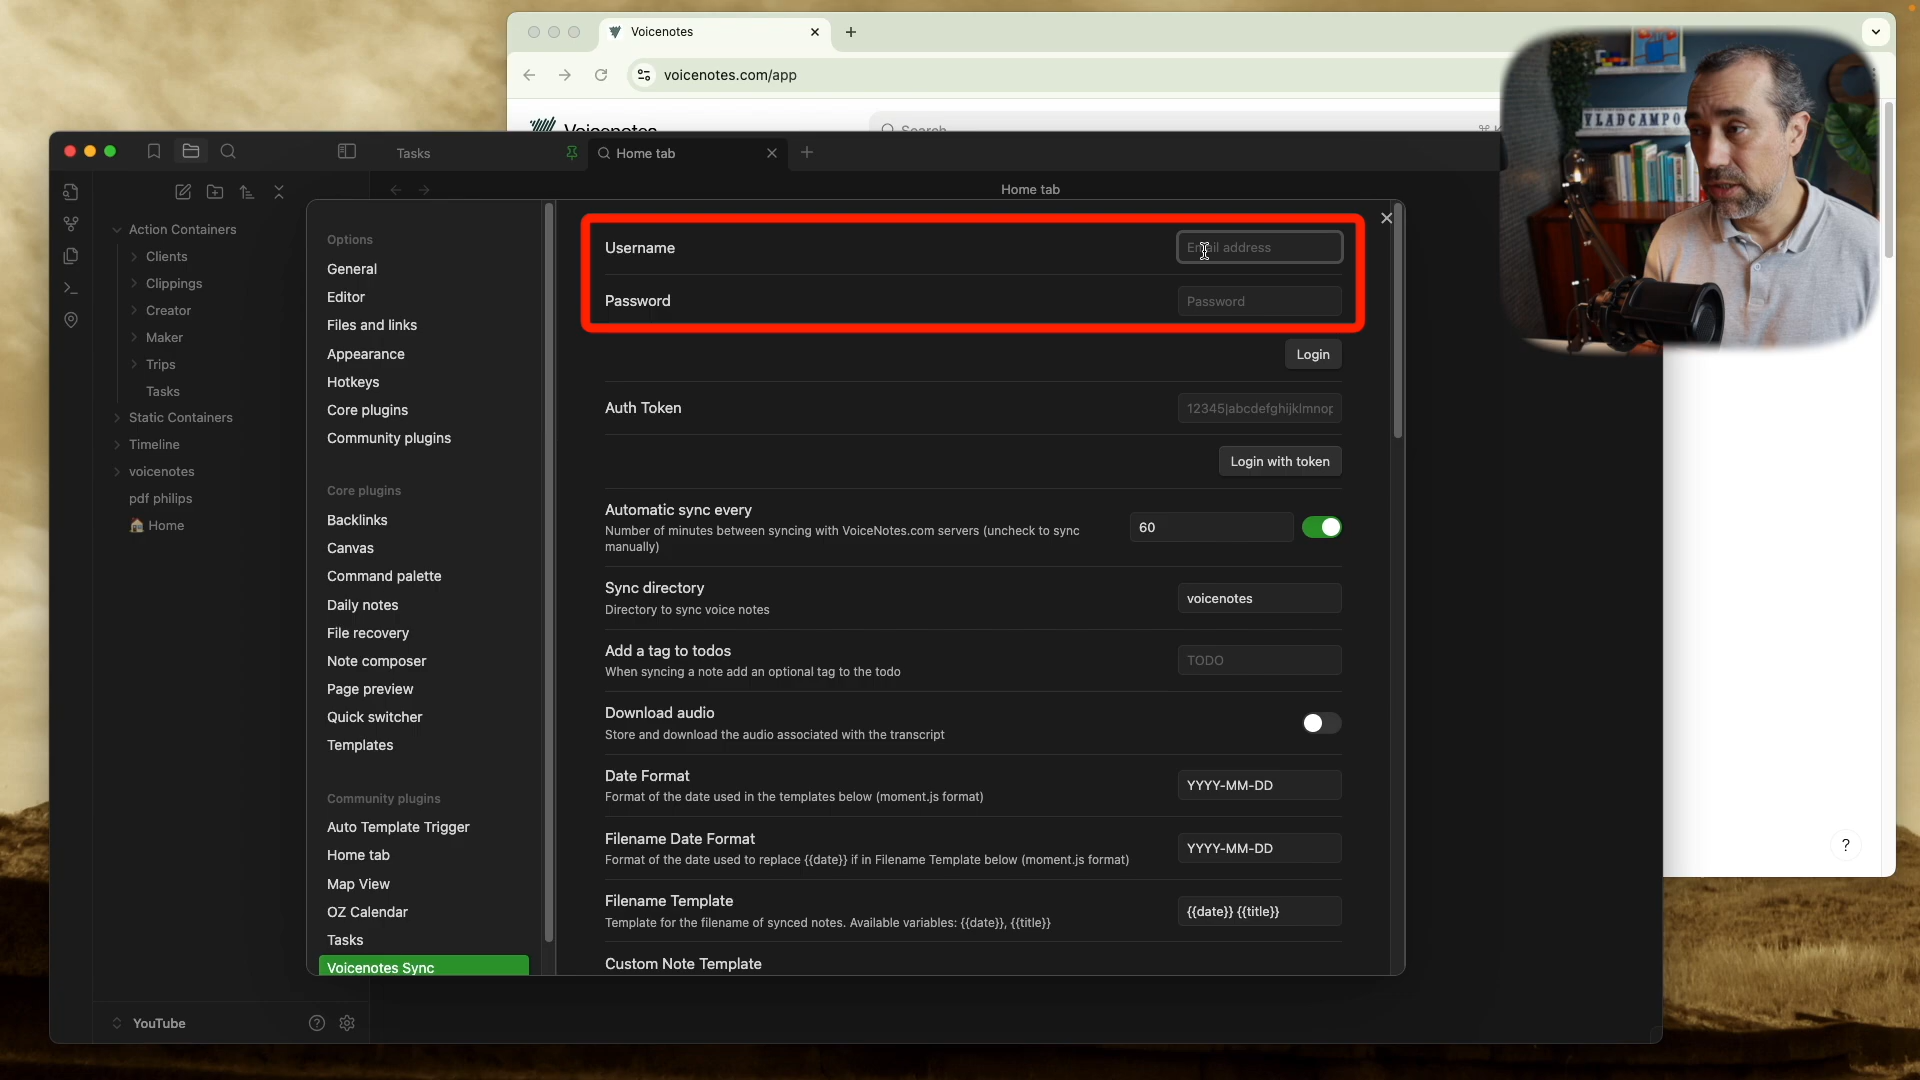 Voicenotes
voicenotes.com/app
Voicenotes
Search
Tasks
Home tab
Home tab
VLADCAMPO
Action Containers
Clients
Clippings
Creator
Maker
Trips
Tasks
Static Containers
Timeline
voicenotes
pdf philips
Home
YouTube
Options
General
Editor
Files and links
Appearance
Hotkeys
Core plugins
Community plugins
Core plugins
Backlinks
Canvas
Command palette
Daily notes
File recovery
Note composer
Page preview
Quick switcher
Templates
Community plugins
Auto Template Trigger
Home tab
Map View
OZ Calendar
Tasks
Voicenotes Sync
Username
Email address
Password
Password
Login
Auth Token
12345|abcdefghijklmnop
Login with token
Automatic sync every
Number of minutes between syncing with VoiceNotes.com servers (uncheck to sync
manually)
60
Sync directory
Directory to sync voice notes
voicenotes
Add a tag to todos
When syncing a note add an optional tag to the todo
TODO
Download audio
Store and download the audio associated with the transcript
Date Format
Format of the date used in the templates below (moment.js format)
YYYY-MM-DD
Filename Date Format
Format of the date used to replace {{date}} if in Filename Template below (moment.js format)
YYYY-MM-DD
Filename Template
Template for the filename of synced notes. Available variables: {{date}}, {{title}}
{{date}} {{title}}
Custom Note Template
?